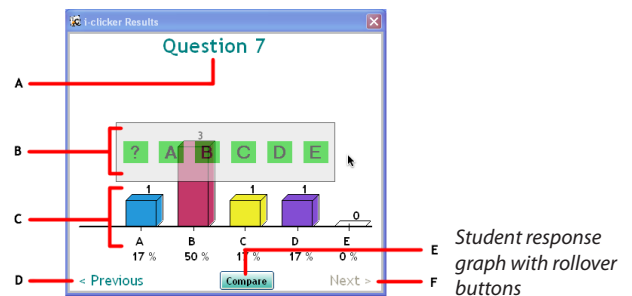 i-clicker Results
Question 7
A
3
B
? A B C D E
1 1 1 0
C
A B C D E
17 % 50 % 17 % 17 % 0 %
E
Student response
graph with rollover
buttons
D
< Previous Compare Next >
F